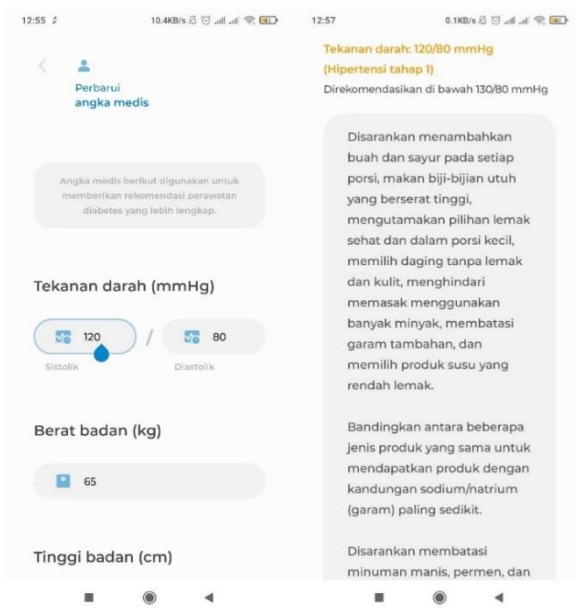 12:55
10.4KB/s
Perbarui
angka medis
Angka medis berikut digunakan untuk
memberikan rekomendasi perawatan
diabetes yang lebih lengkap.
Tekanan darah (mmHg)
120 / 80
Sistolik Diastolik
Berat badan (kg)
65
Tinggi badan (cm)
12:57
0.1KB/s
Tekanan darah: 120/80 mmHg
(Hipertensi tahap 1)
Direkomendasikan di bawah 130/80 mmHg
Disarankan menambahkan
buah dan sayur pada setiap
porsi, makan biji-bijian utuh
yang berserat tinggi,
mengutamakan pilihan lemak
sehat dan dalam porsi kecil,
memilih daging tanpa lemak
dan kulit, menghindari
memasak menggunakan
banyak minyak, membatasi
garam tambahan, dan
memilih produk susu yang
rendah lemak.
Bandingkan antara beberapa
jenis produk yang sama untuk
mendapatkan produk dengan
kandungan sodium/natrium
(garam) paling sedikit.
Disarankan membatasi
minuman manis, permen, dan